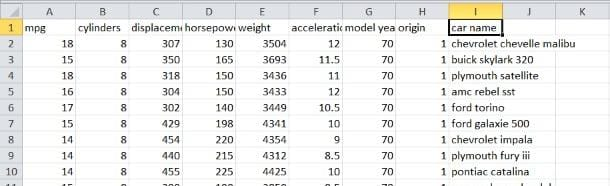 A B C D E F G H I J K
1 mpg cylinders displacem horsepowe weight acceleratio model yea origin car name
2 18 8 307 130 3504 12 70 1 chevrolet chevelle malibu
3 15 8 350 165 3693 11.5 70 1 buick skylark 320
4 18 8 318 150 3436 11 70 1 plymouth satellite
5 16 8 304 150 3433 12 70 1 amc rebel sst
6 17 8 302 140 3449 10.5 70 1 ford torino
7 15 8 429 198 4341 10 70 1 ford galaxie 500
8 14 8 454 220 4354 9 70 1 chevrolet impala
9 14 8 440 215 4312 8.5 70 1 plymouth fury iii
10 14 8 455 225 4425 10 70 1 pontiac catalina